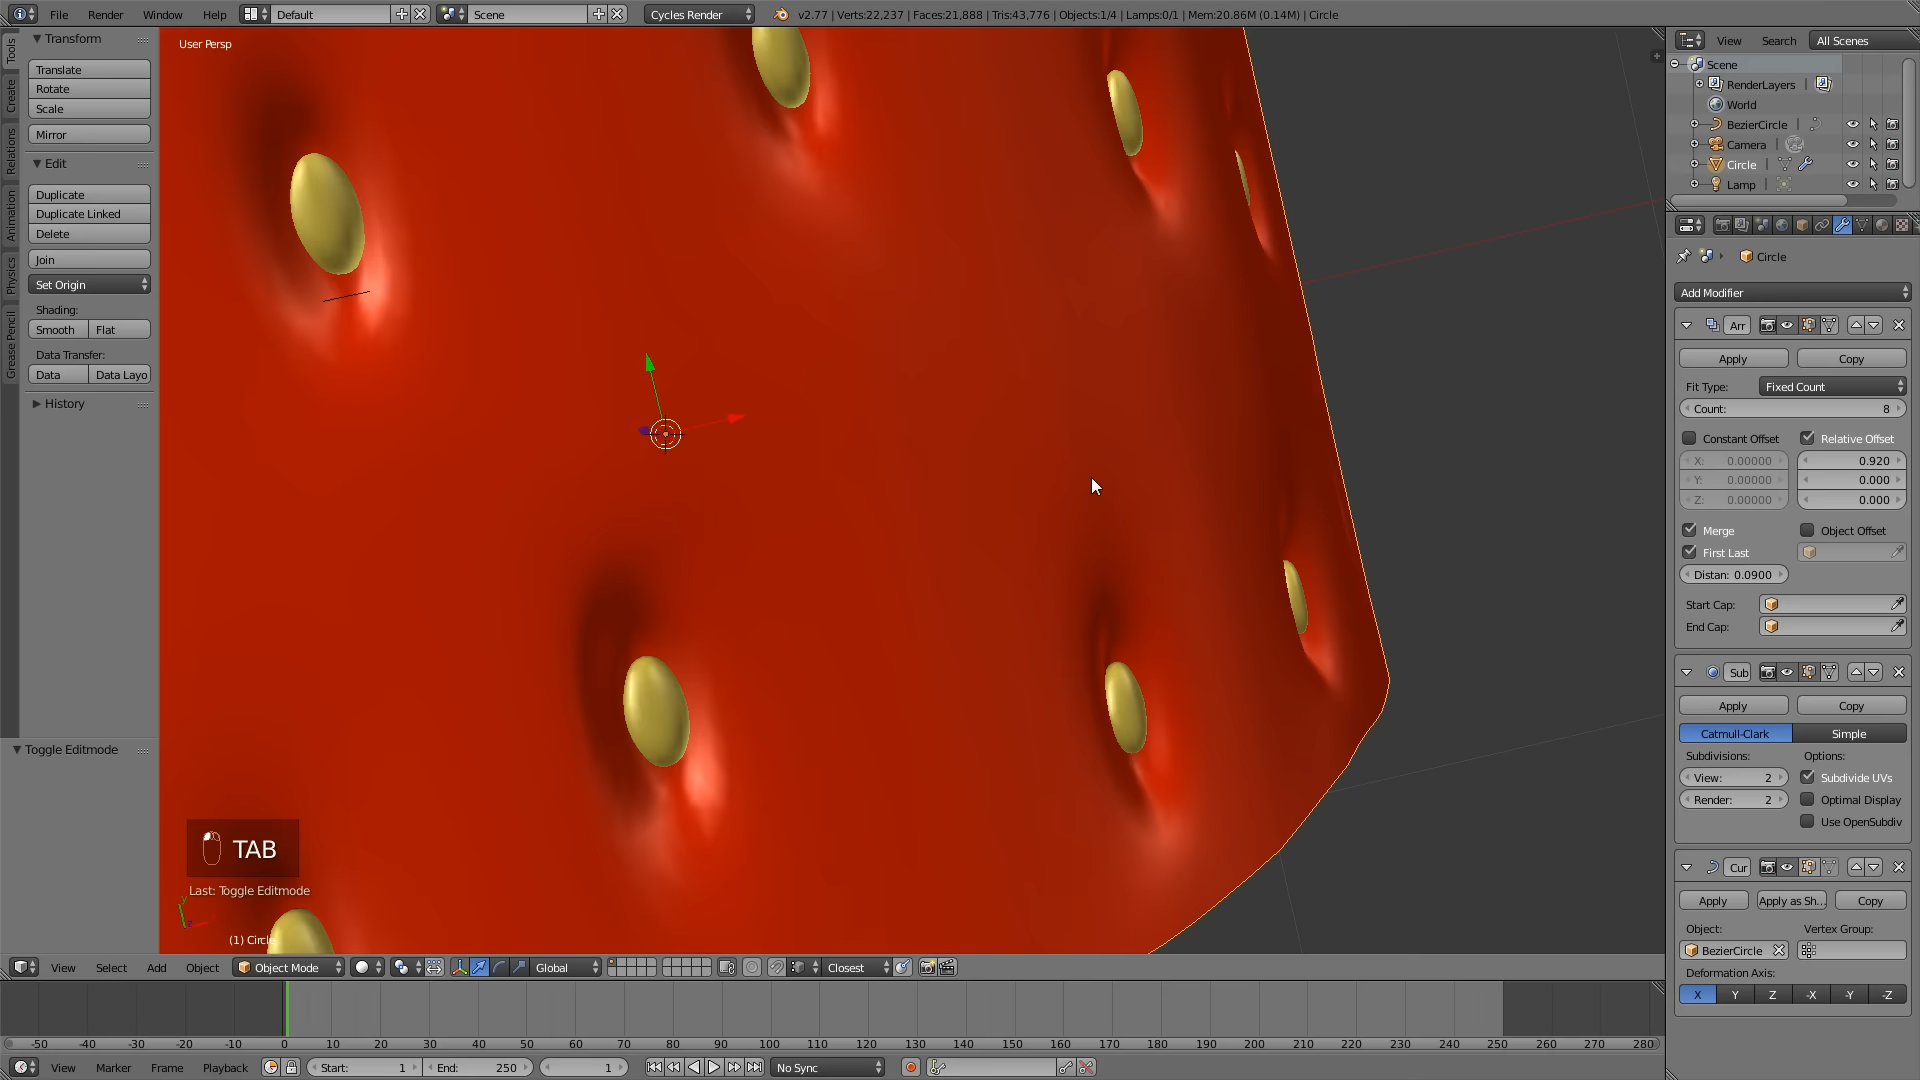 File Render Window Help Default Scene Cycles Render v2.77 | Verts:22,237 | Faces:21,888 | Tris:43,776 | Objects:1/4 | Lamps:0/1 | Mem:20.86M (0.14M) | Circle
User Persp
Tools
Create
Relations
Animation
Physics
Grease Pencil
Transform
Translate
Rotate
Scale
Mirror
Edit
Duplicate
Duplicate Linked
Delete
Join
Set Origin
Shading:
Smooth Flat
Data Transfer:
Data Data Layo
History
Toggle Editmode
TAB
Last: Toggle Editmode
(1) Circle
View Search All Scenes
Scene
RenderLayers
World
BezierCircle
Camera
Circle
Lamp
Circle
Add Modifier
Arr
Apply Copy
Fit Type: Fixed Count
Count: 8
Constant Offset Relative Offset
X: 0.00000 0.920
Y: 0.00000 0.000
Z: 0.00000 0.000
Merge Object Offset
First Last
Distan: 0.0900
Start Cap:
End Cap:
Sub
Apply Copy
Catmull-Clark Simple
Subdivisions: Options:
View: 2 Subdivide UVs
Render: 2 Optimal Display
Use OpenSubdiv
Cur
Apply Apply as Sh... Copy
Object: Vertex Group:
BezierCircle
Deformation Axis:
X Y Z -X -Y -Z
View Select Add Object Object Mode Global Closest
-50 -40 -30 -20 -10 0 10 20 30 40 50 60 70 80 90 100 110 120 130 140 150 160 170 180 190 200 210 220 230 240 250 260 270 280
View Marker Frame Playback Start: 1 End: 250 1 No Sync